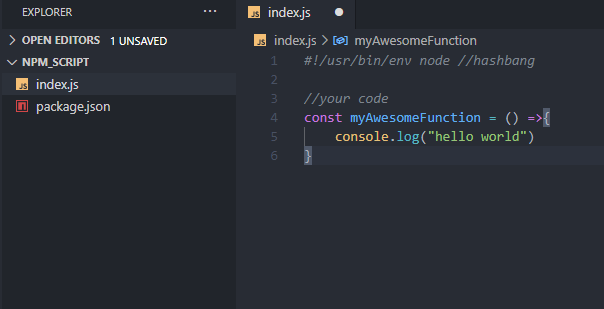 EXPLORER
OPEN EDITORS 1 UNSAVED
NPM_SCRIPT
JS index.js
package.json
JS index.js
JS index.js > myAwesomeFunction
1 #!/usr/bin/env node //hashbang
2
3 //your code
4 const myAwesomeFunction = () =>{
5 console.log("hello world")
6 }